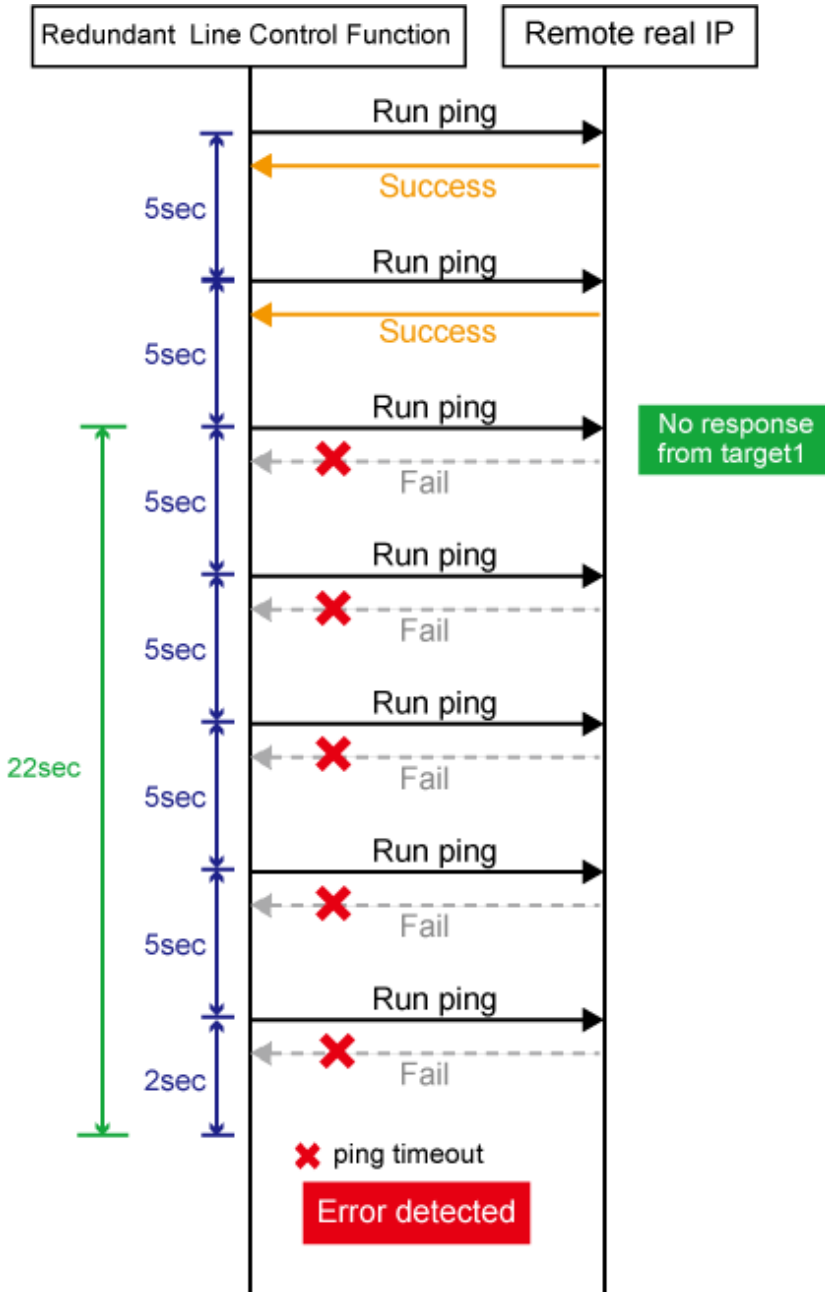 Redundant Line Control Function
Remote real IP
Run ping
Success
5sec
Run ping
Success
5sec
Run ping
No response
from target1
Fail
5sec
Run ping
Fail
5sec
Run ping
22sec
Fail
5sec
Run ping
Fail
5sec
Run ping
Fail
2sec
ping timeout
Error detected